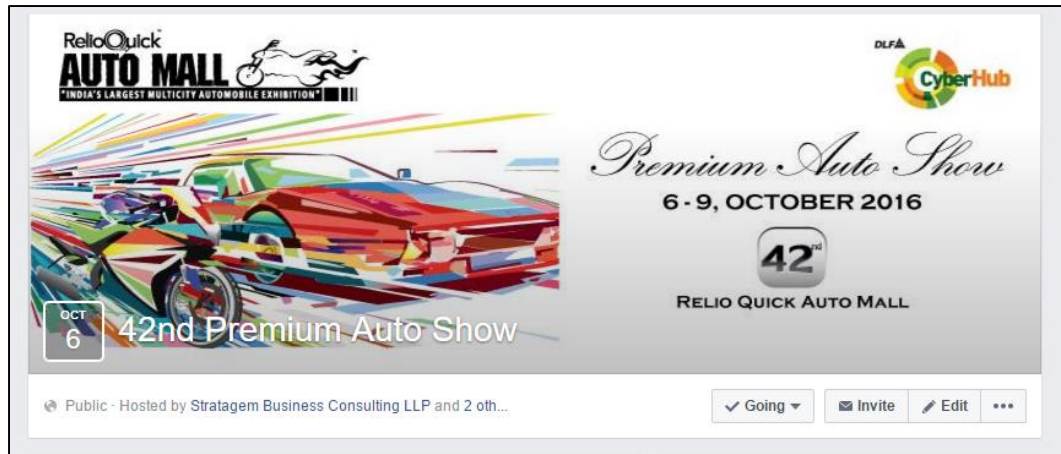 RelioQuick
AUTO MALL
"INDIA'S LARGEST MULTICITY AUTOMOBILE EXHIBITION"
DLF
CyberHub
Premium Auto Show
6 - 9, OCTOBER 2016
42nd
RELIO QUICK AUTO MALL
OCT
6
42nd Premium Auto Show
Public · Hosted by Stratagem Business Consulting LLP and 2 oth...
Going
Invite
Edit